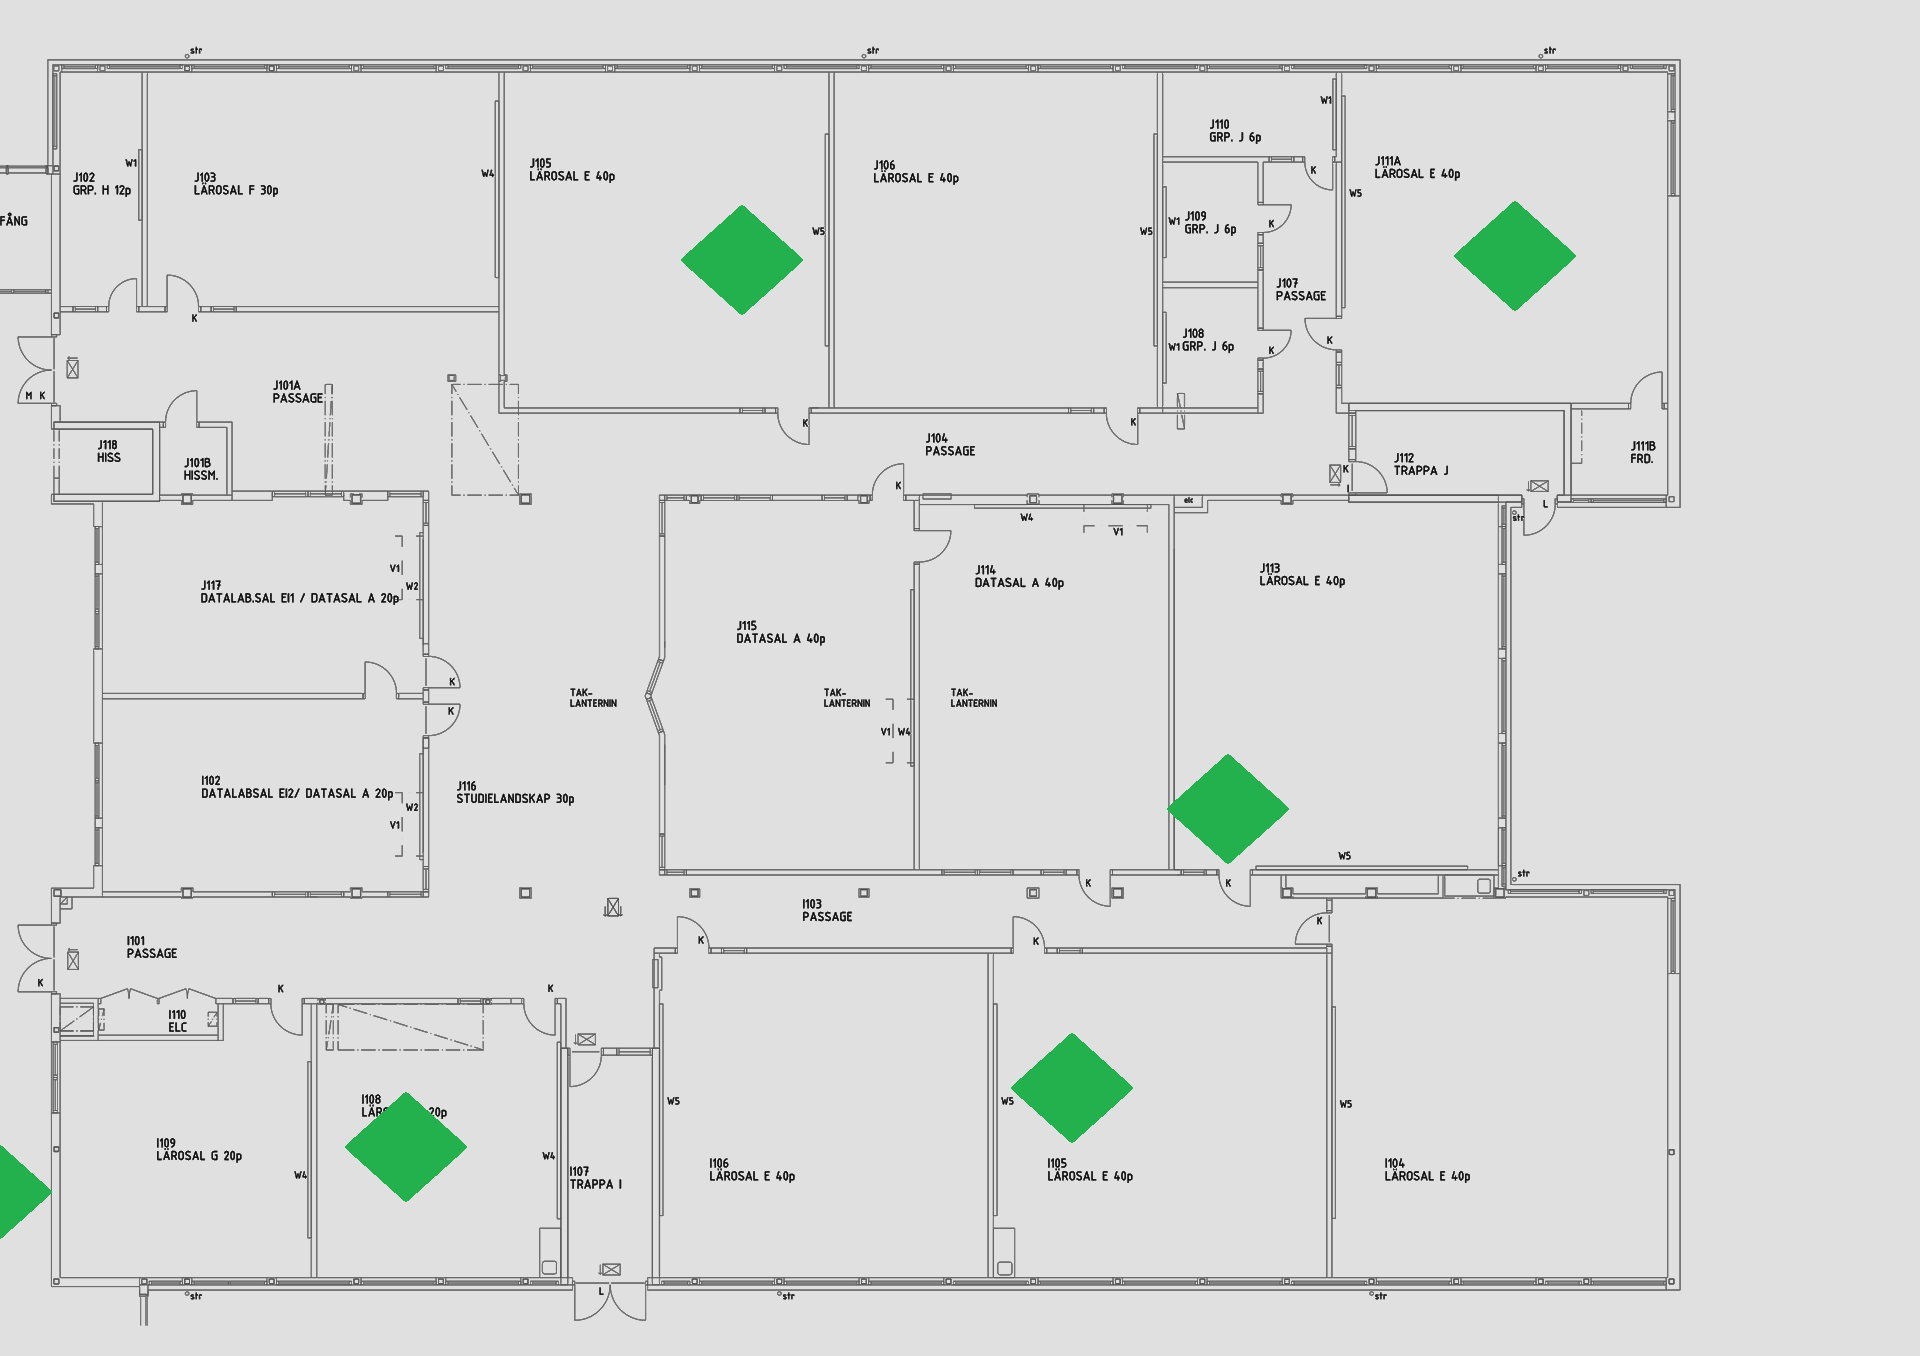 str
str
str
W1
J102
GRP. H 12p
J103
LÄROSAL F 30p
W4
J105
LÄROSAL E 40p
W5
J106
LÄROSAL E 40p
W5
J110
GRP. J 6p
W1
K
J111A
LÄROSAL E 40p
W5
FÅNG
W1
J109
GRP. J 6p
K
J107
PASSAGE
K
W1
J108
GRP. J 6p
K
K
M K
J101A
PASSAGE
K
K
J104
PASSAGE
J118
HISS
J101B
HISSM.
K
J112
TRAPPA J
K
I
J111B
FRD.
L
str
elc
W4
V1
J117
DATALAB.SAL EI1 / DATASAL A 20p
V1
W2
K
J114
DATASAL A 40p
J113
LÄROSAL E 40p
J115
DATASAL A 40p
TAK-
LANTERNIN
TAK-
LANTERNIN
TAK-
LANTERNIN
K
V1
W4
I102
DATALABSAL EI2/ DATASAL A 20p
W2
V1
J116
STUDIELANDSKAP 30p
W5
str
K
K
I103
PASSAGE
K
I101
PASSAGE
K
K
K
K
K
I110
ELC
I108
I109
LÄROSAL G 20p
W4
20p
W4
I107
TRAPPA I
W5
I106
LÄROSAL E 40p
W5
I105
LÄROSAL E 40p
W5
I104
LÄROSAL E 40p
str
L
str
str